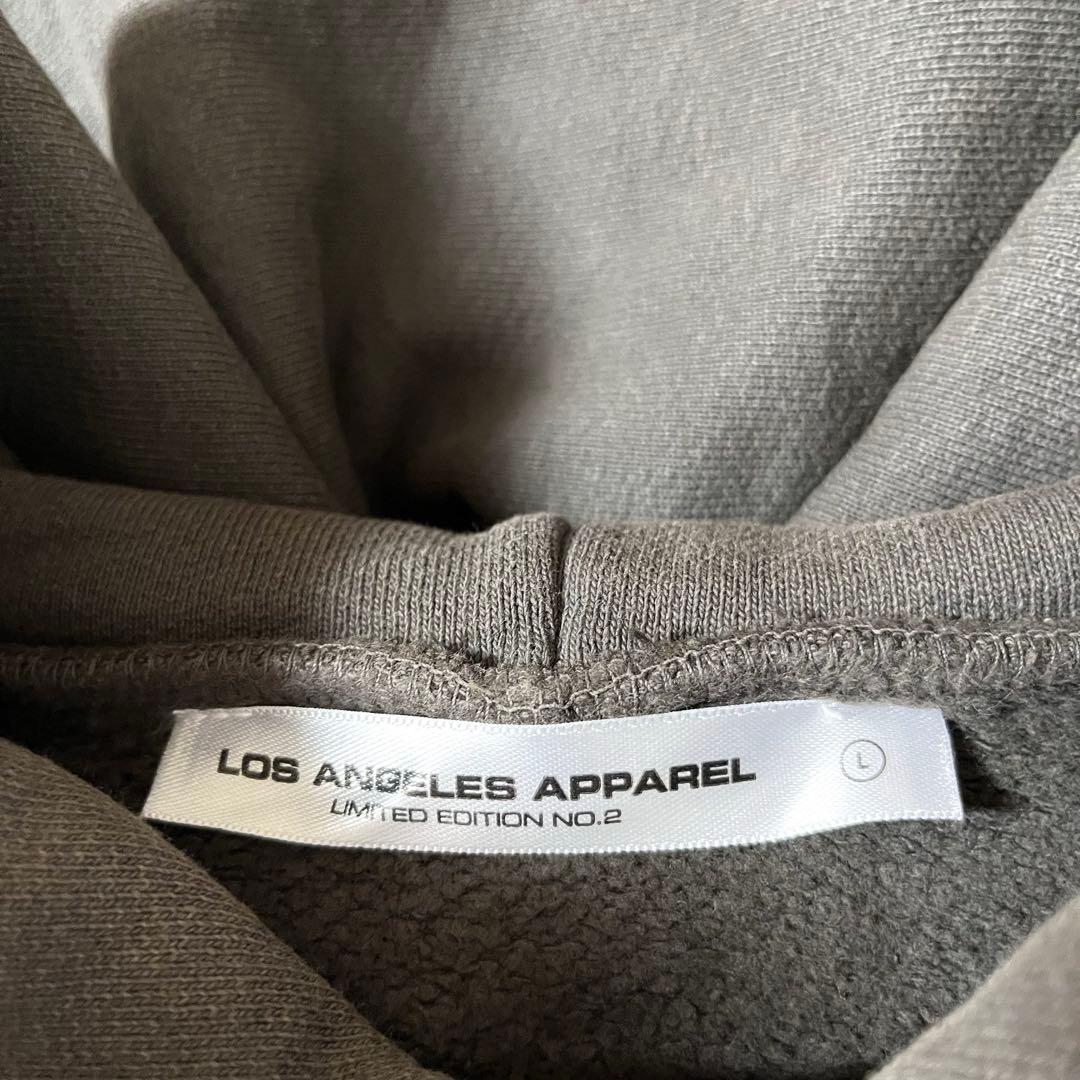 LOS ANGELES APPAREL
LIMITED EDITION NO.2
L